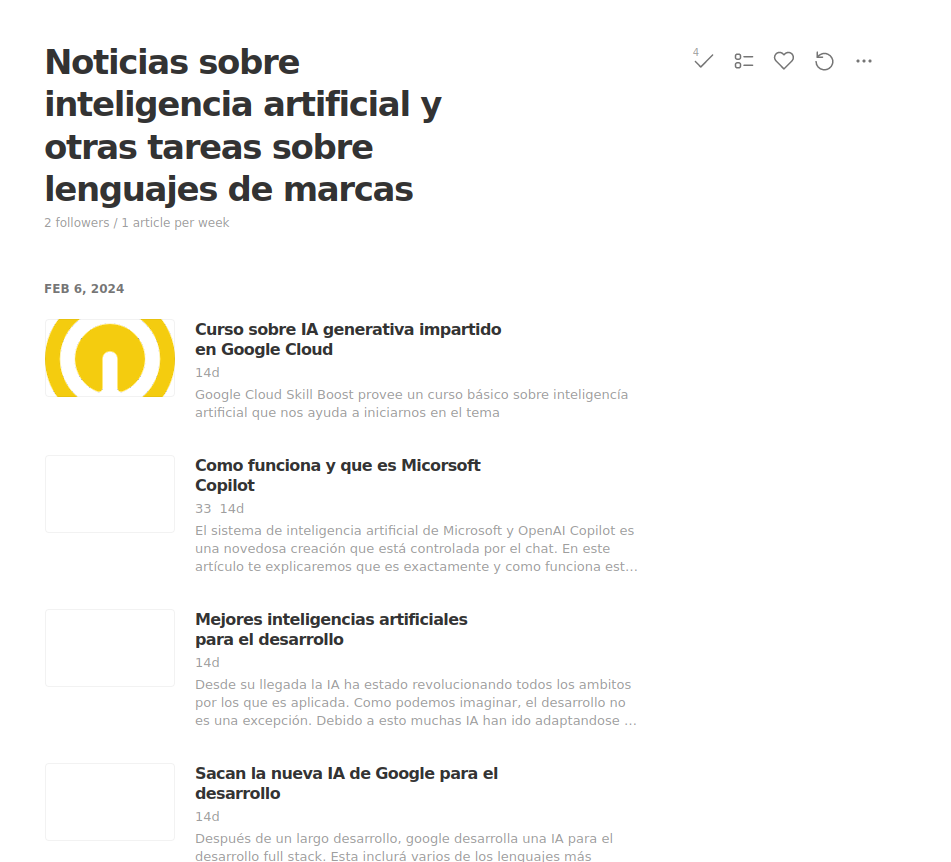 Noticias sobre
inteligencia artificial y
otras tareas sobre
lenguajes de marcas
4
2 followers / 1 article per week
FEB 6, 2024
Curso sobre IA generativa impartido
en Google Cloud
14d
Google Cloud Skill Boost provee un curso básico sobre inteligencía
artificial que nos ayuda a iniciarnos en el tema
Como funciona y que es Micorsoft
Copilot
33 14d
El sistema de inteligencia artificial de Microsoft y OpenAI Copilot es
una novedosa creación que está controlada por el chat. En este
artículo te explicaremos que es exactamente y como funciona est...
Mejores inteligencias artificiales
para el desarrollo
14d
Desde su llegada la IA ha estado revolucionando todos los ambitos
por los que es aplicada. Como podemos imaginar, el desarrollo no
es una excepción. Debido a esto muchas IA han ido adaptandose ...
Sacan la nueva IA de Google para el
desarrollo
14d
Después de un largo desarrollo, google desarrolla una IA para el
desarrollo full stack. Esta inclurá varios de los lenguajes más